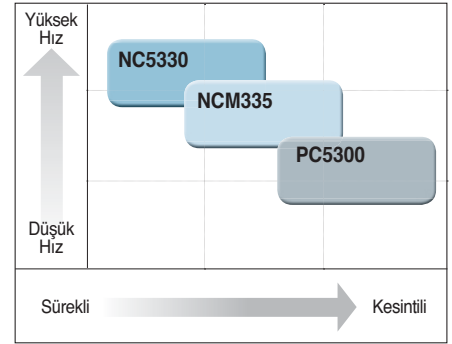 Yüksek
Hız
NC5330
NCM335
PC5300
Düşük
Hız
Sürekli
Kesintili